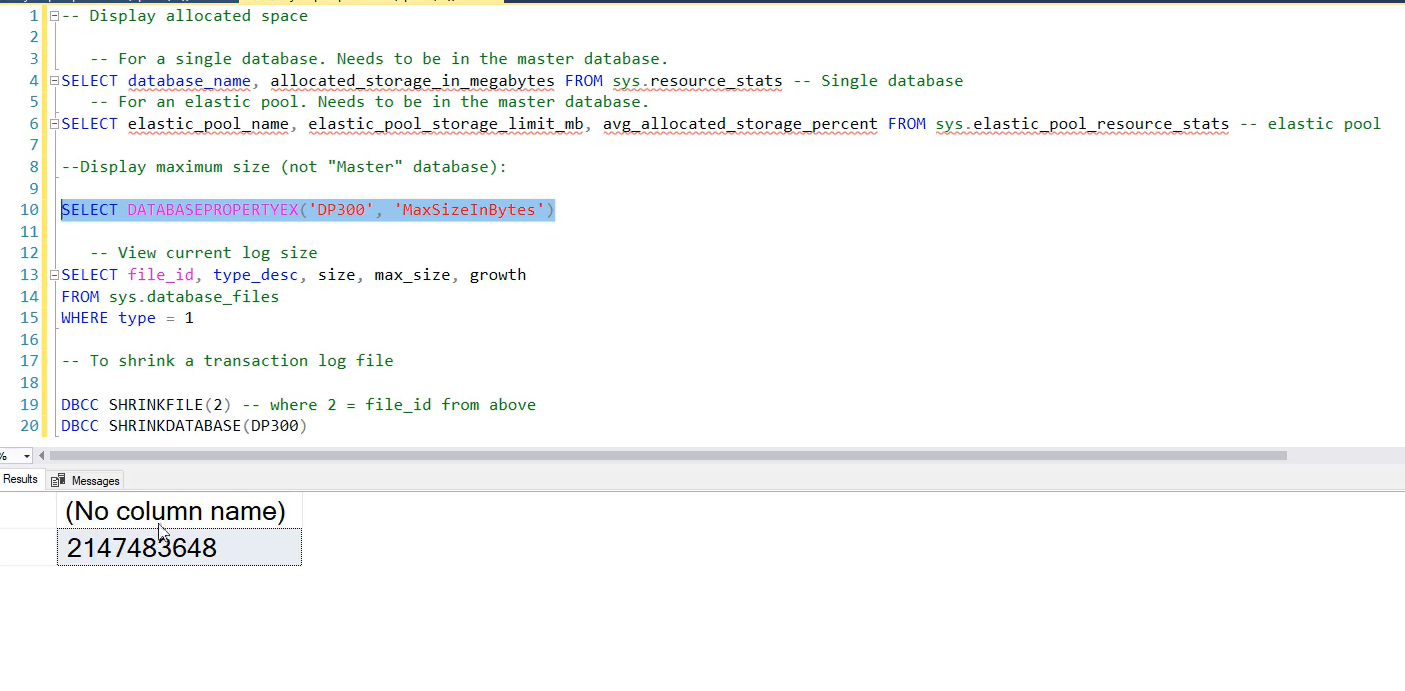 1 -- Display allocated space
2
3 -- For a single database. Needs to be in the master database.
4 SELECT database_name, allocated_storage_in_megabytes FROM sys.resource_stats -- Single database
5 -- For an elastic pool. Needs to be in the master database.
6 SELECT elastic_pool_name, elastic_pool_storage_limit_mb, avg_allocated_storage_percent FROM sys.elastic_pool_resource_stats -- elastic pool
7
8 --Display maximum size (not "Master" database):
9
10 SELECT DATABASEPROPERTYEX('DP300', 'MaxSizeInBytes')
11
12 -- View current log size
13 SELECT file_id, type_desc, size, max_size, growth
14 FROM sys.database_files
15 WHERE type = 1
16
17 -- To shrink a transaction log file
18
19 DBCC SHRINKFILE(2) -- where 2 = file_id from above
20 DBCC SHRINKDATABASE(DP300)
%
Results Messages
(No column name)
2147483648